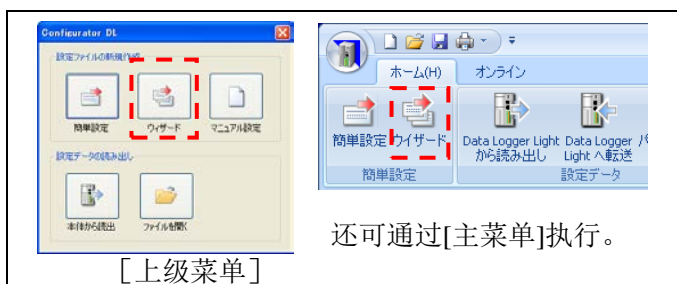 Configurator DL
設定ファイルの新規作成
簡単設定
ウィザード
マニュアル設定
設定データの読み出し
本体から読出
ファイルを開く
[上级菜单]
ホーム(H)
オンライン
簡単設定
ウィザード
Data Logger Light
から読み出し
Data Logger
Light へ転送
簡単設定
設定データ
还可通过[主菜单]执行。